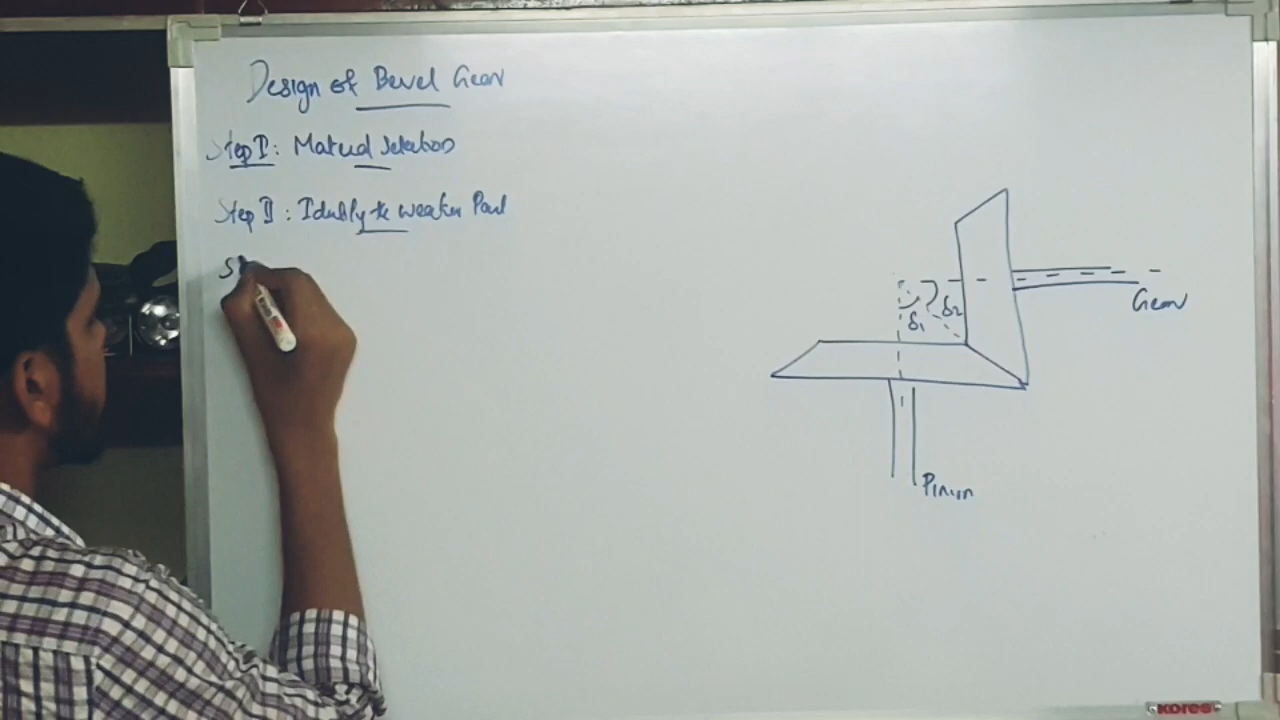 Design of Bevel Gear
Step I: Material Selection
Step II: Identify the weaker Part
S
Gear
δ2
δ1
Pinion
KORES